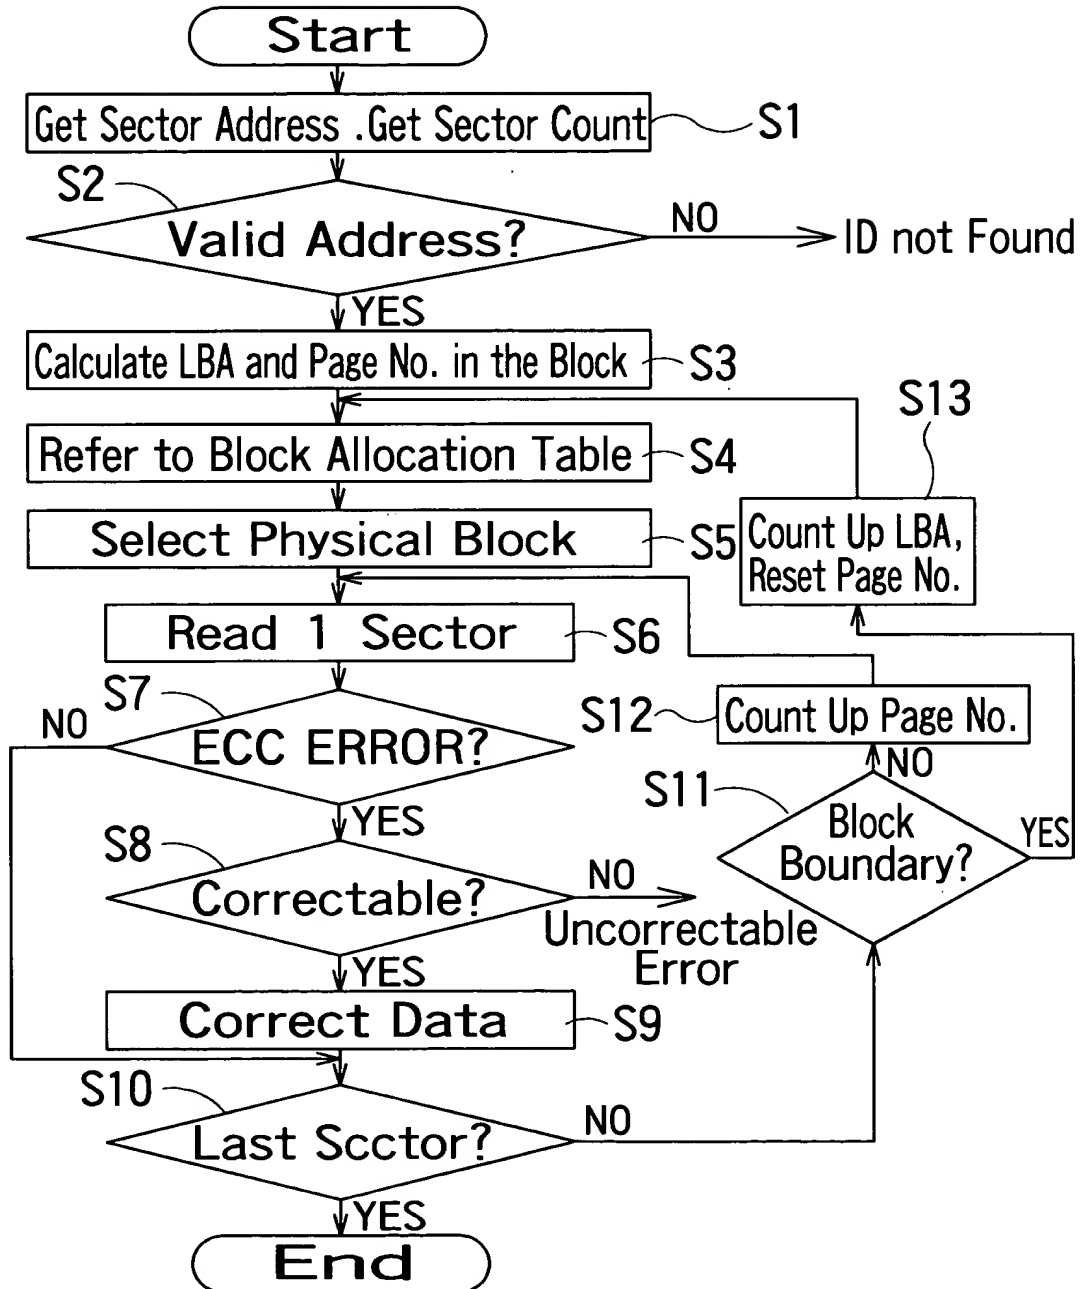 Start
Get Sector Address .Get Sector Count
S1
S2
Valid Address?
NO
ID not Found
YES
Calculate LBA and Page No. in the Block
S3
S13
Refer to Block Allocation Table
S4
Select Physical Block
S5
Count Up LBA,
Reset Page No.
Read 1 Sector
S6
S7
NO
ECC ERROR?
S12
Count Up Page No.
NO
S11
YES
Block
Boundary?
YES
S8
Correctable?
NO
Uncorrectable
Error
YES
Correct Data
S9
S10
Last Scctor?
NO
YES
End